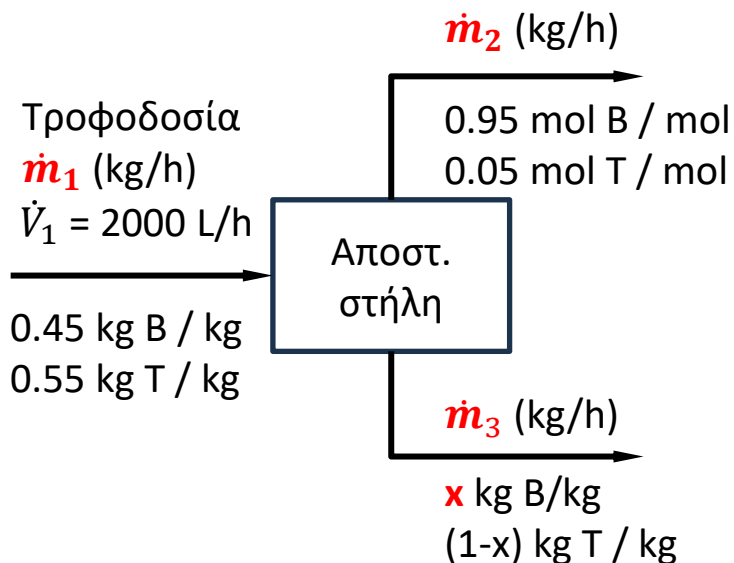 Τροφοδοσία
ṁ₁ (kg/h)
V̇₁ = 2000 L/h
0.45 kg B / kg
0.55 kg T / kg
Αποστ.
στήλη
ṁ₂ (kg/h)
0.95 mol B / mol
0.05 mol T / mol
ṁ₃ (kg/h)
x kg B/kg
(1-x) kg T / kg